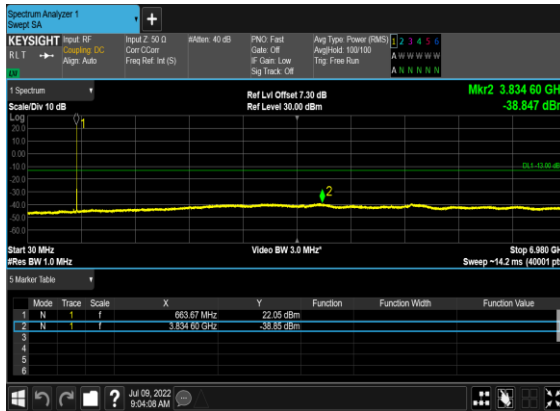 Spectrum Analyzer 1
Swept SA
+
KEYSIGHT Input: RF Input Z: 50 Ω #Atten: 40 dB PNO: Fast Avg Type: Power (RMS) 1 2 3 4 5 6
RLT Coupling: DC Corr CCorr Gate: Off Avg|Hold: 100/100 A W W W W W
Align: Auto Freq Ref: Int (S) IF Gain: Low Trig: Free Run
Sig Track: Off A N N N N N
1 Spectrum Ref Lvl Offset 7.30 dB Mkr2 3.834 60 GHz
Scale/Div 10 dB Ref Level 30.00 dBm -38.847 dBm
Log
20.0 1
10.0
0.00
-10.0 DL1 -13.00 dB
-20.0
-30.0 2
-40.0
-50.0
-60.0
Start 30 MHz Video BW 3.0 MHz* Stop 6.980 GH
#Res BW 1.0 MHz Sweep ~14.2 ms (40001 pt
5 Marker Table
Mode Trace Scale X Y Function Function Width Function Value
1 N 1 f 663.67 MHz 22.05 dBm
2 N 1 f 3.834 60 GHz -38.85 dBm
3
4
5
6
? Jul 09, 2022
9:04:08 AM